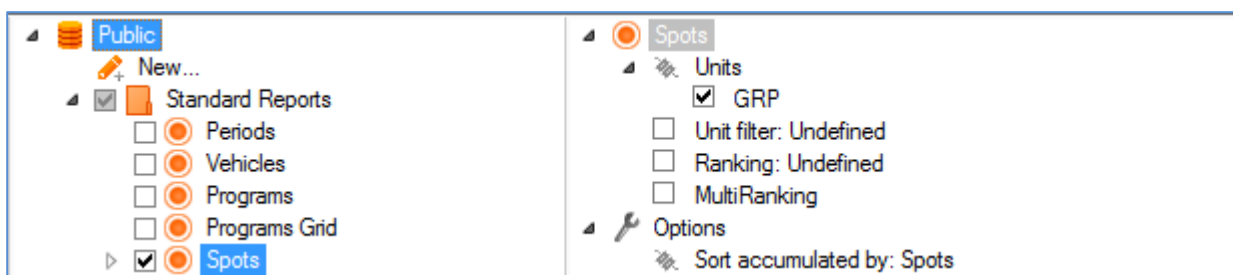 Public
New...
Standard Reports
Periods
Vehicles
Programs
Programs Grid
Spots
Spots
Units
GRP
Unit filter: Undefined
Ranking: Undefined
MultiRanking
Options
Sort accumulated by: Spots